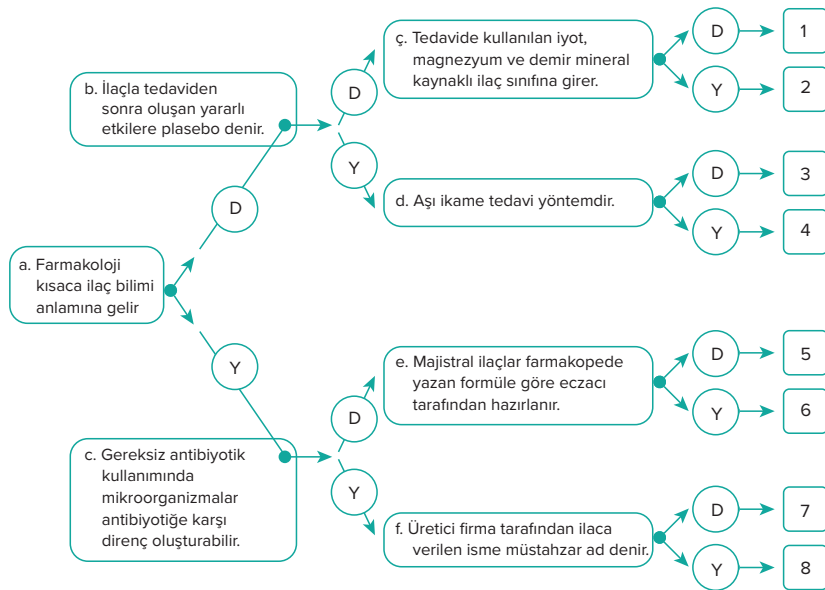 ç. Tedavide kullanılan iyot,
magnezyum ve demir mineral
kaynaklı ilaç sınıfına girer.
D
1
Y
2
b. İlaçla tedaviden
sonra oluşan yararlı
etkilere plasebo denir.
D
Y
d. Aşı ikame tedavi yöntemdir.
D
3
Y
4
D
a. Farmakoloji
kısaca ilaç bilimi
anlamına gelir
Y
e. Majistral ilaçlar farmakopede
yazan formüle göre eczacı
tarafından hazırlanır.
D
5
Y
6
c. Gereksiz antibiyotik
kullanımında
mikroorganizmalar
antibiyotiğe karşı
direnç oluşturabilir.
D
Y
f. Üretici firma tarafından ilaca
verilen isme müstahzar ad denir.
D
7
Y
8